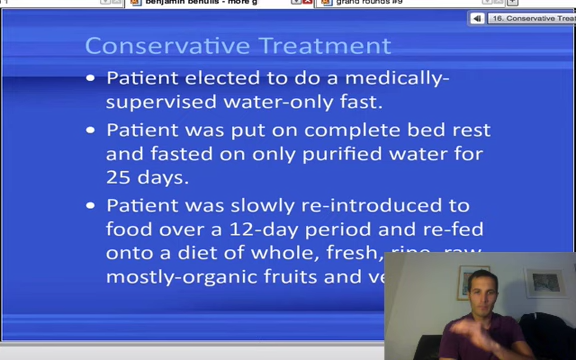 benjamin benulis - more g
grand rounds #9
16. Conservative Treat
Conservative Treatment
• Patient elected to do a medically-
supervised water-only fast.
• Patient was put on complete bed rest
and fasted on only purified water for
25 days.
• Patient was slowly re-introduced to
food over a 12-day period and re-fed
onto a diet of whole, fresh, ripe, raw
mostly-organic fruits and ve